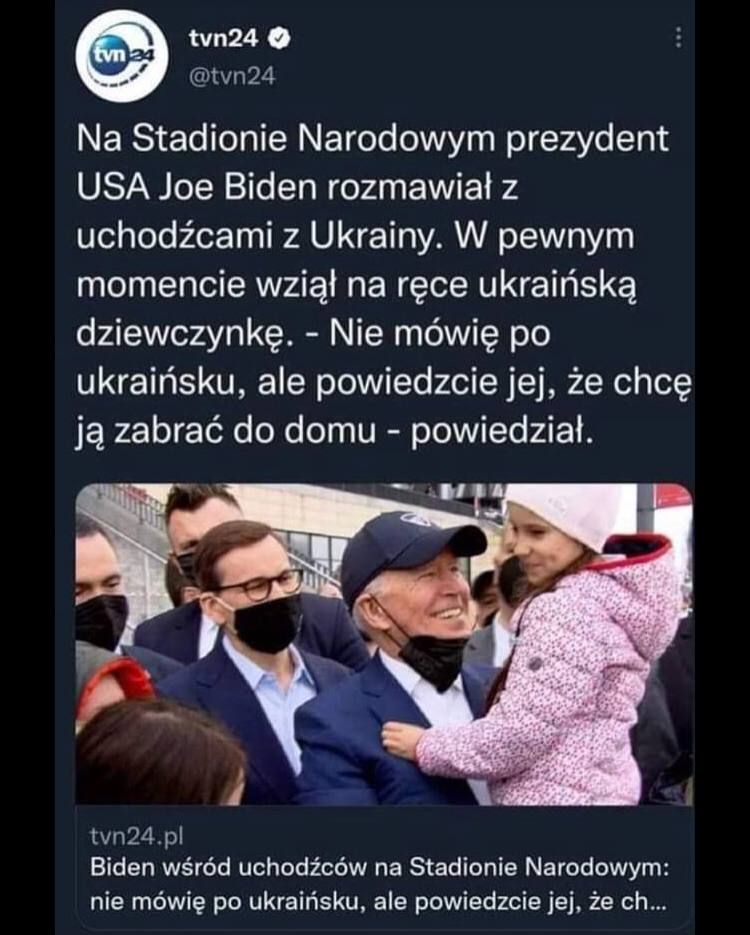 tvn24
tvn24
@tvn24
Na Stadionie Narodowym prezydent
USA Joe Biden rozmawiał z
uchodźcami z Ukrainy. W pewnym
momencie wziął na ręce ukraińską
dziewczynkę. - Nie mówię po
ukraińsku, ale powiedzcie jej, że chcę
ją zabrać do domu - powiedział.
tvn24.pl
Biden wśród uchodźców na Stadionie Narodowym:
nie mówię po ukraińsku, ale powiedzcie jej, że ch...